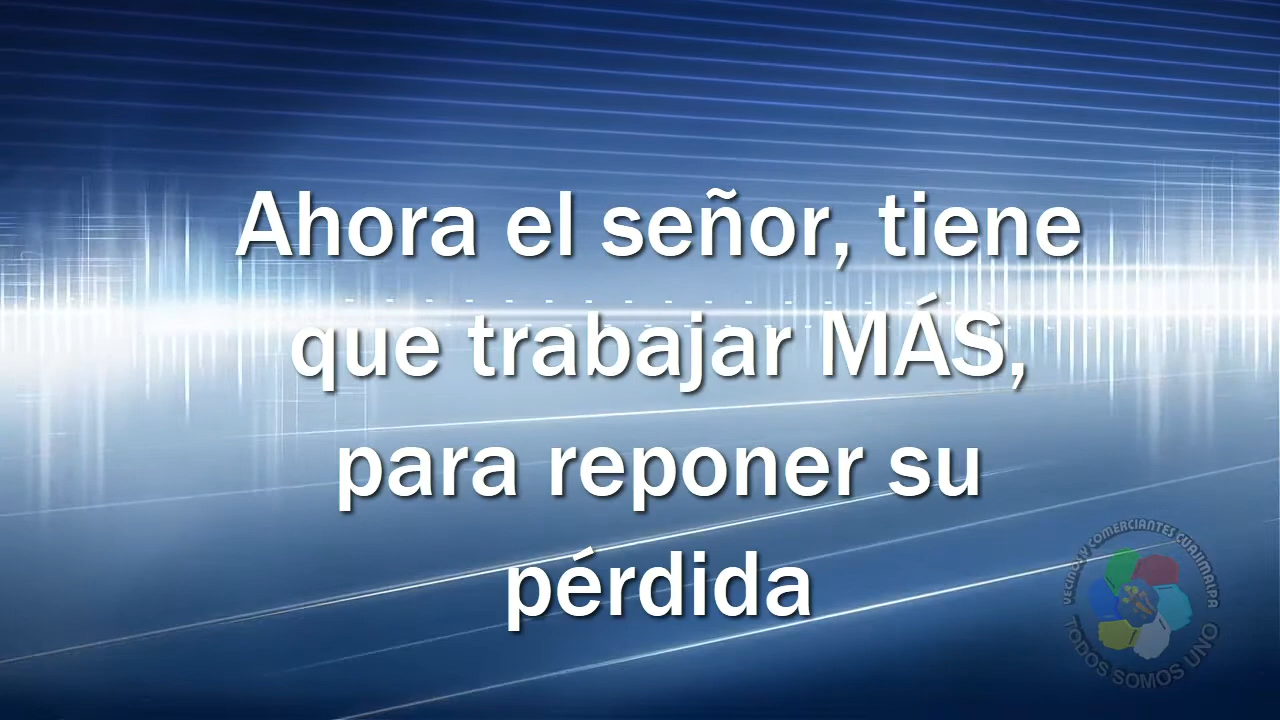 Ahora el señor, tiene
que trabajar MÁS,
para reponer su
pérdida
VECINOS Y COMERCIANTES CUAJIMALPA
TODOS SOMOS UNO